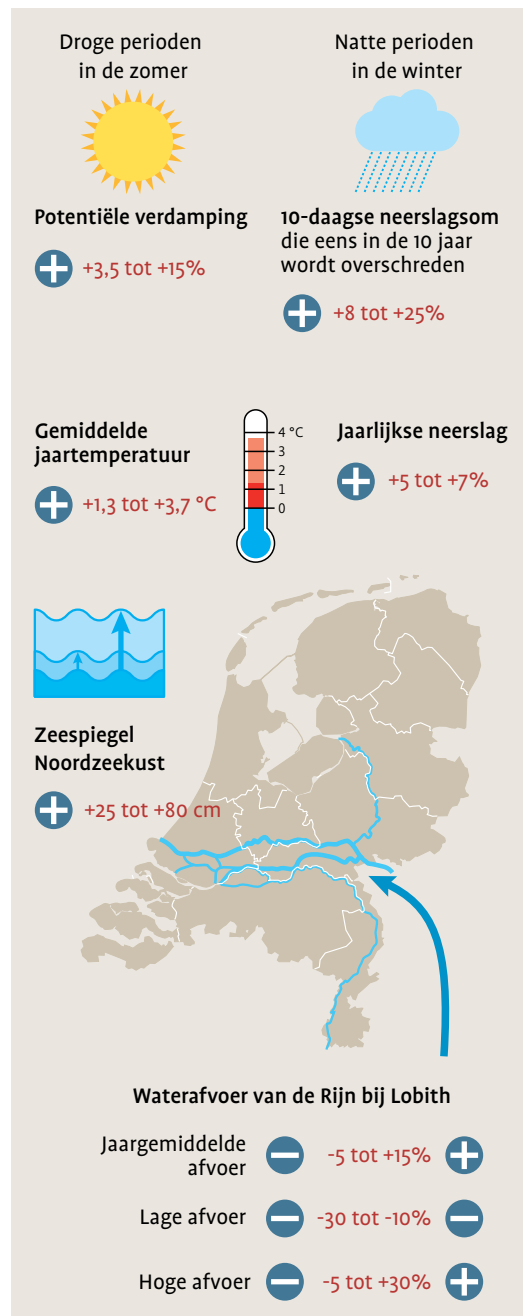 Droge perioden
in de zomer
Natte perioden
in de winter
Potentiële verdamping
+3,5 tot +15%
10-daagse neerslagsom
die eens in de 10 jaar
wordt overschreden
+8 tot +25%
Gemiddelde
jaartemperatuur
+1,3 tot +3,7 °C
4 °C
3
2
1
0
Jaarlijkse neerslag
+5 tot +7%
Zeespiegel
Noordzeekust
+25 tot +80 cm
Waterafvoer van de Rijn bij Lobith
Jaargemiddelde
afvoer
-5 tot +15%
Lage afvoer
-30 tot -10%
Hoge afvoer
-5 tot +30%